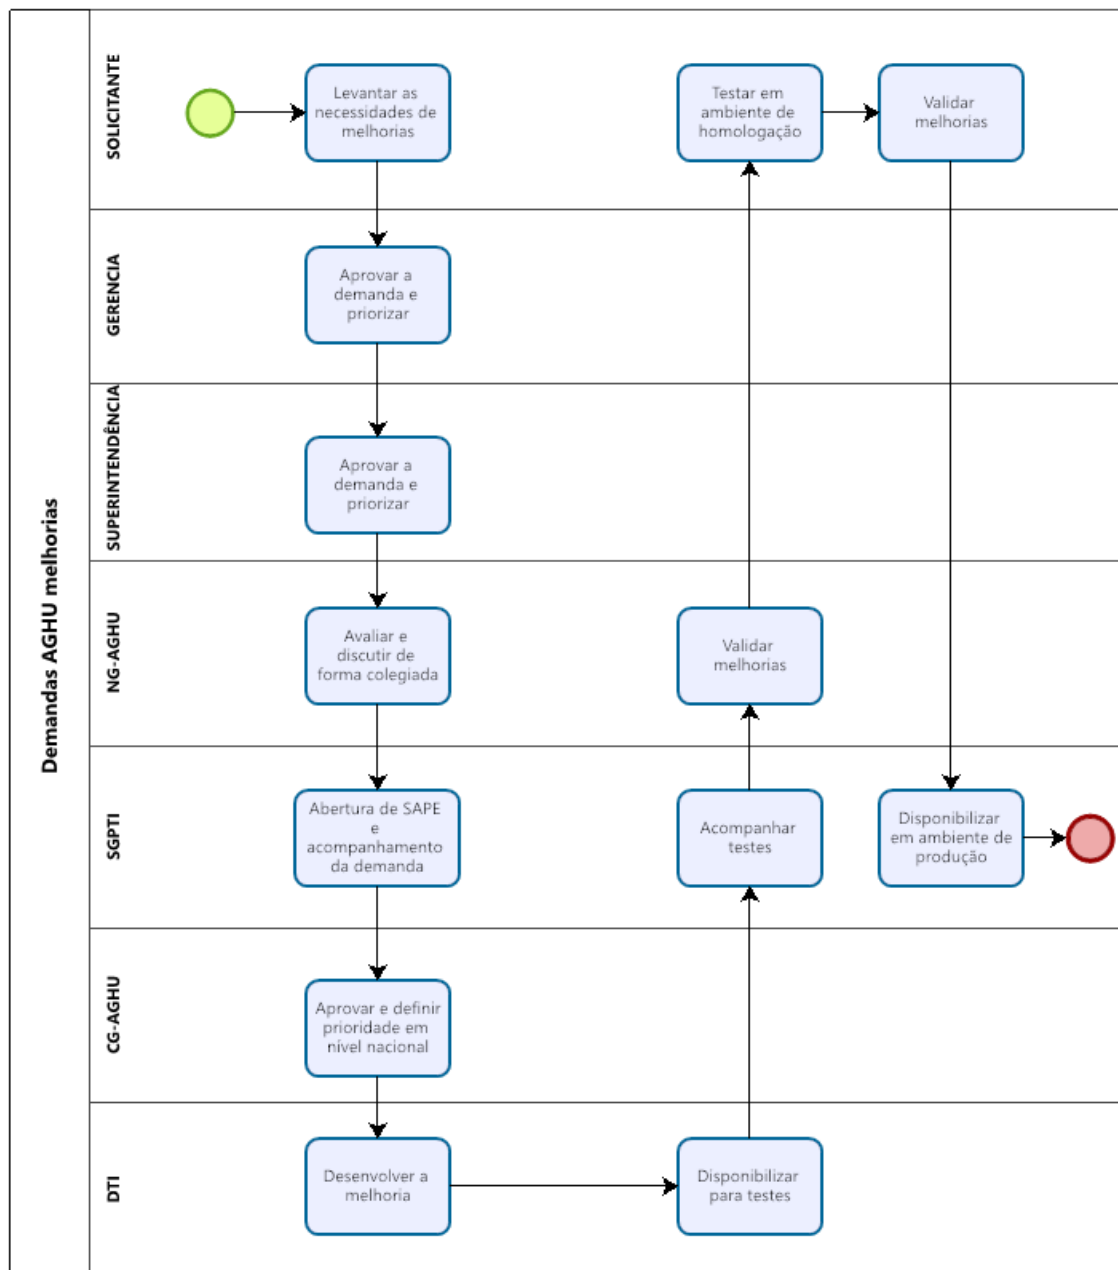 Demandas AGHU melhorias
SOLICITANTE
Levantar as
necessidades de
melhorias
Testar em
ambiente de
homologação
Validar
melhorias
GERENCIA
Aprovar a
demanda e
priorizar
SUPERINTENDÊNCIA
Aprovar a
demanda e
priorizar
NG-AGHU
Avaliar e
discutir de
forma colegiada
Validar
melhorias
SGPTI
Abertura de SAPE
e
acompanhamento
da demanda
Acompanhar
testes
Disponibilizar
em ambiente de
produção
CG-AGHU
Aprovar e definir
prioridade em
nível nacional
DTI
Desenvolver a
melhoria
Disponibilizar
para testes